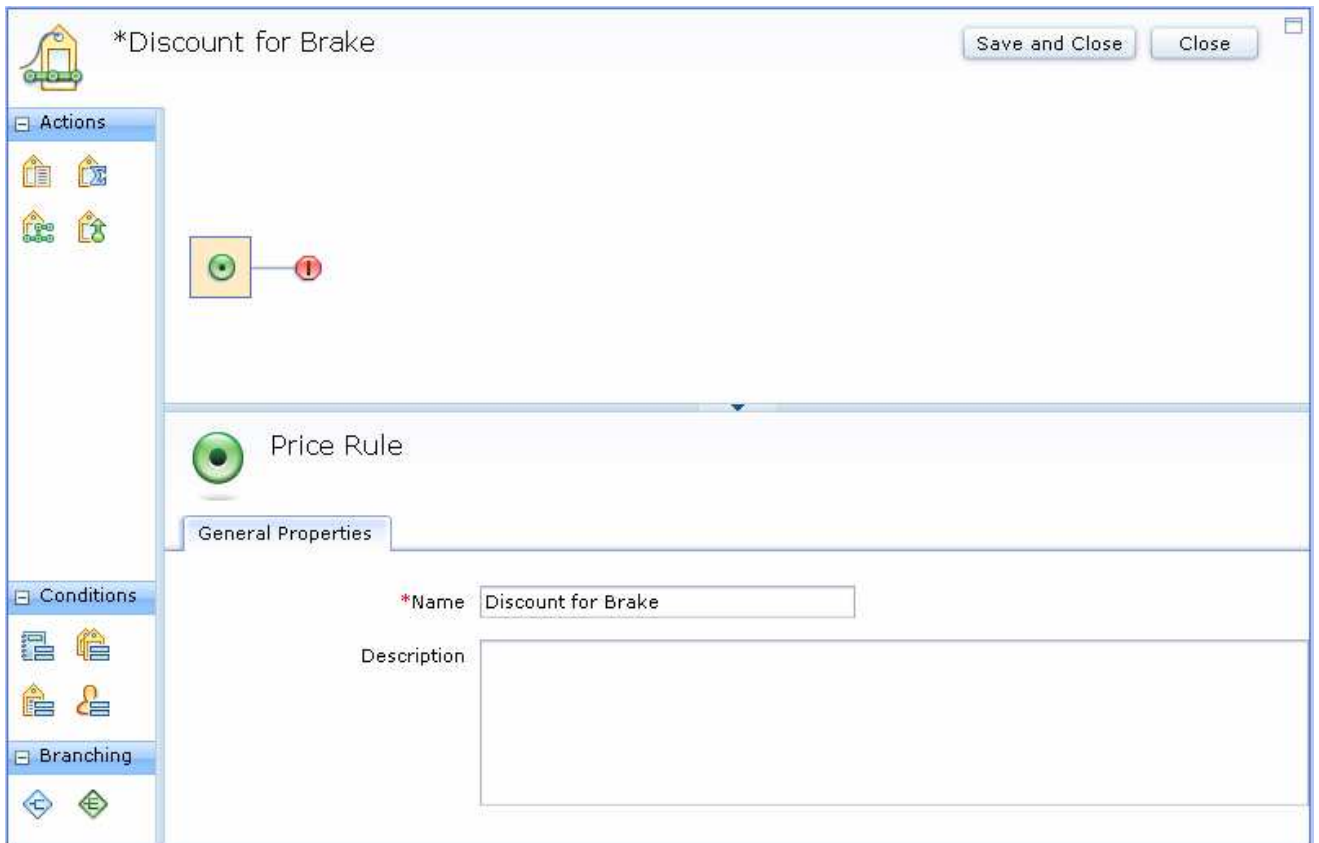 *Discount for Brake
Save and Close
Close
Actions
Price Rule
General Properties
Conditions
*Name
Discount for Brake
Description
Branching